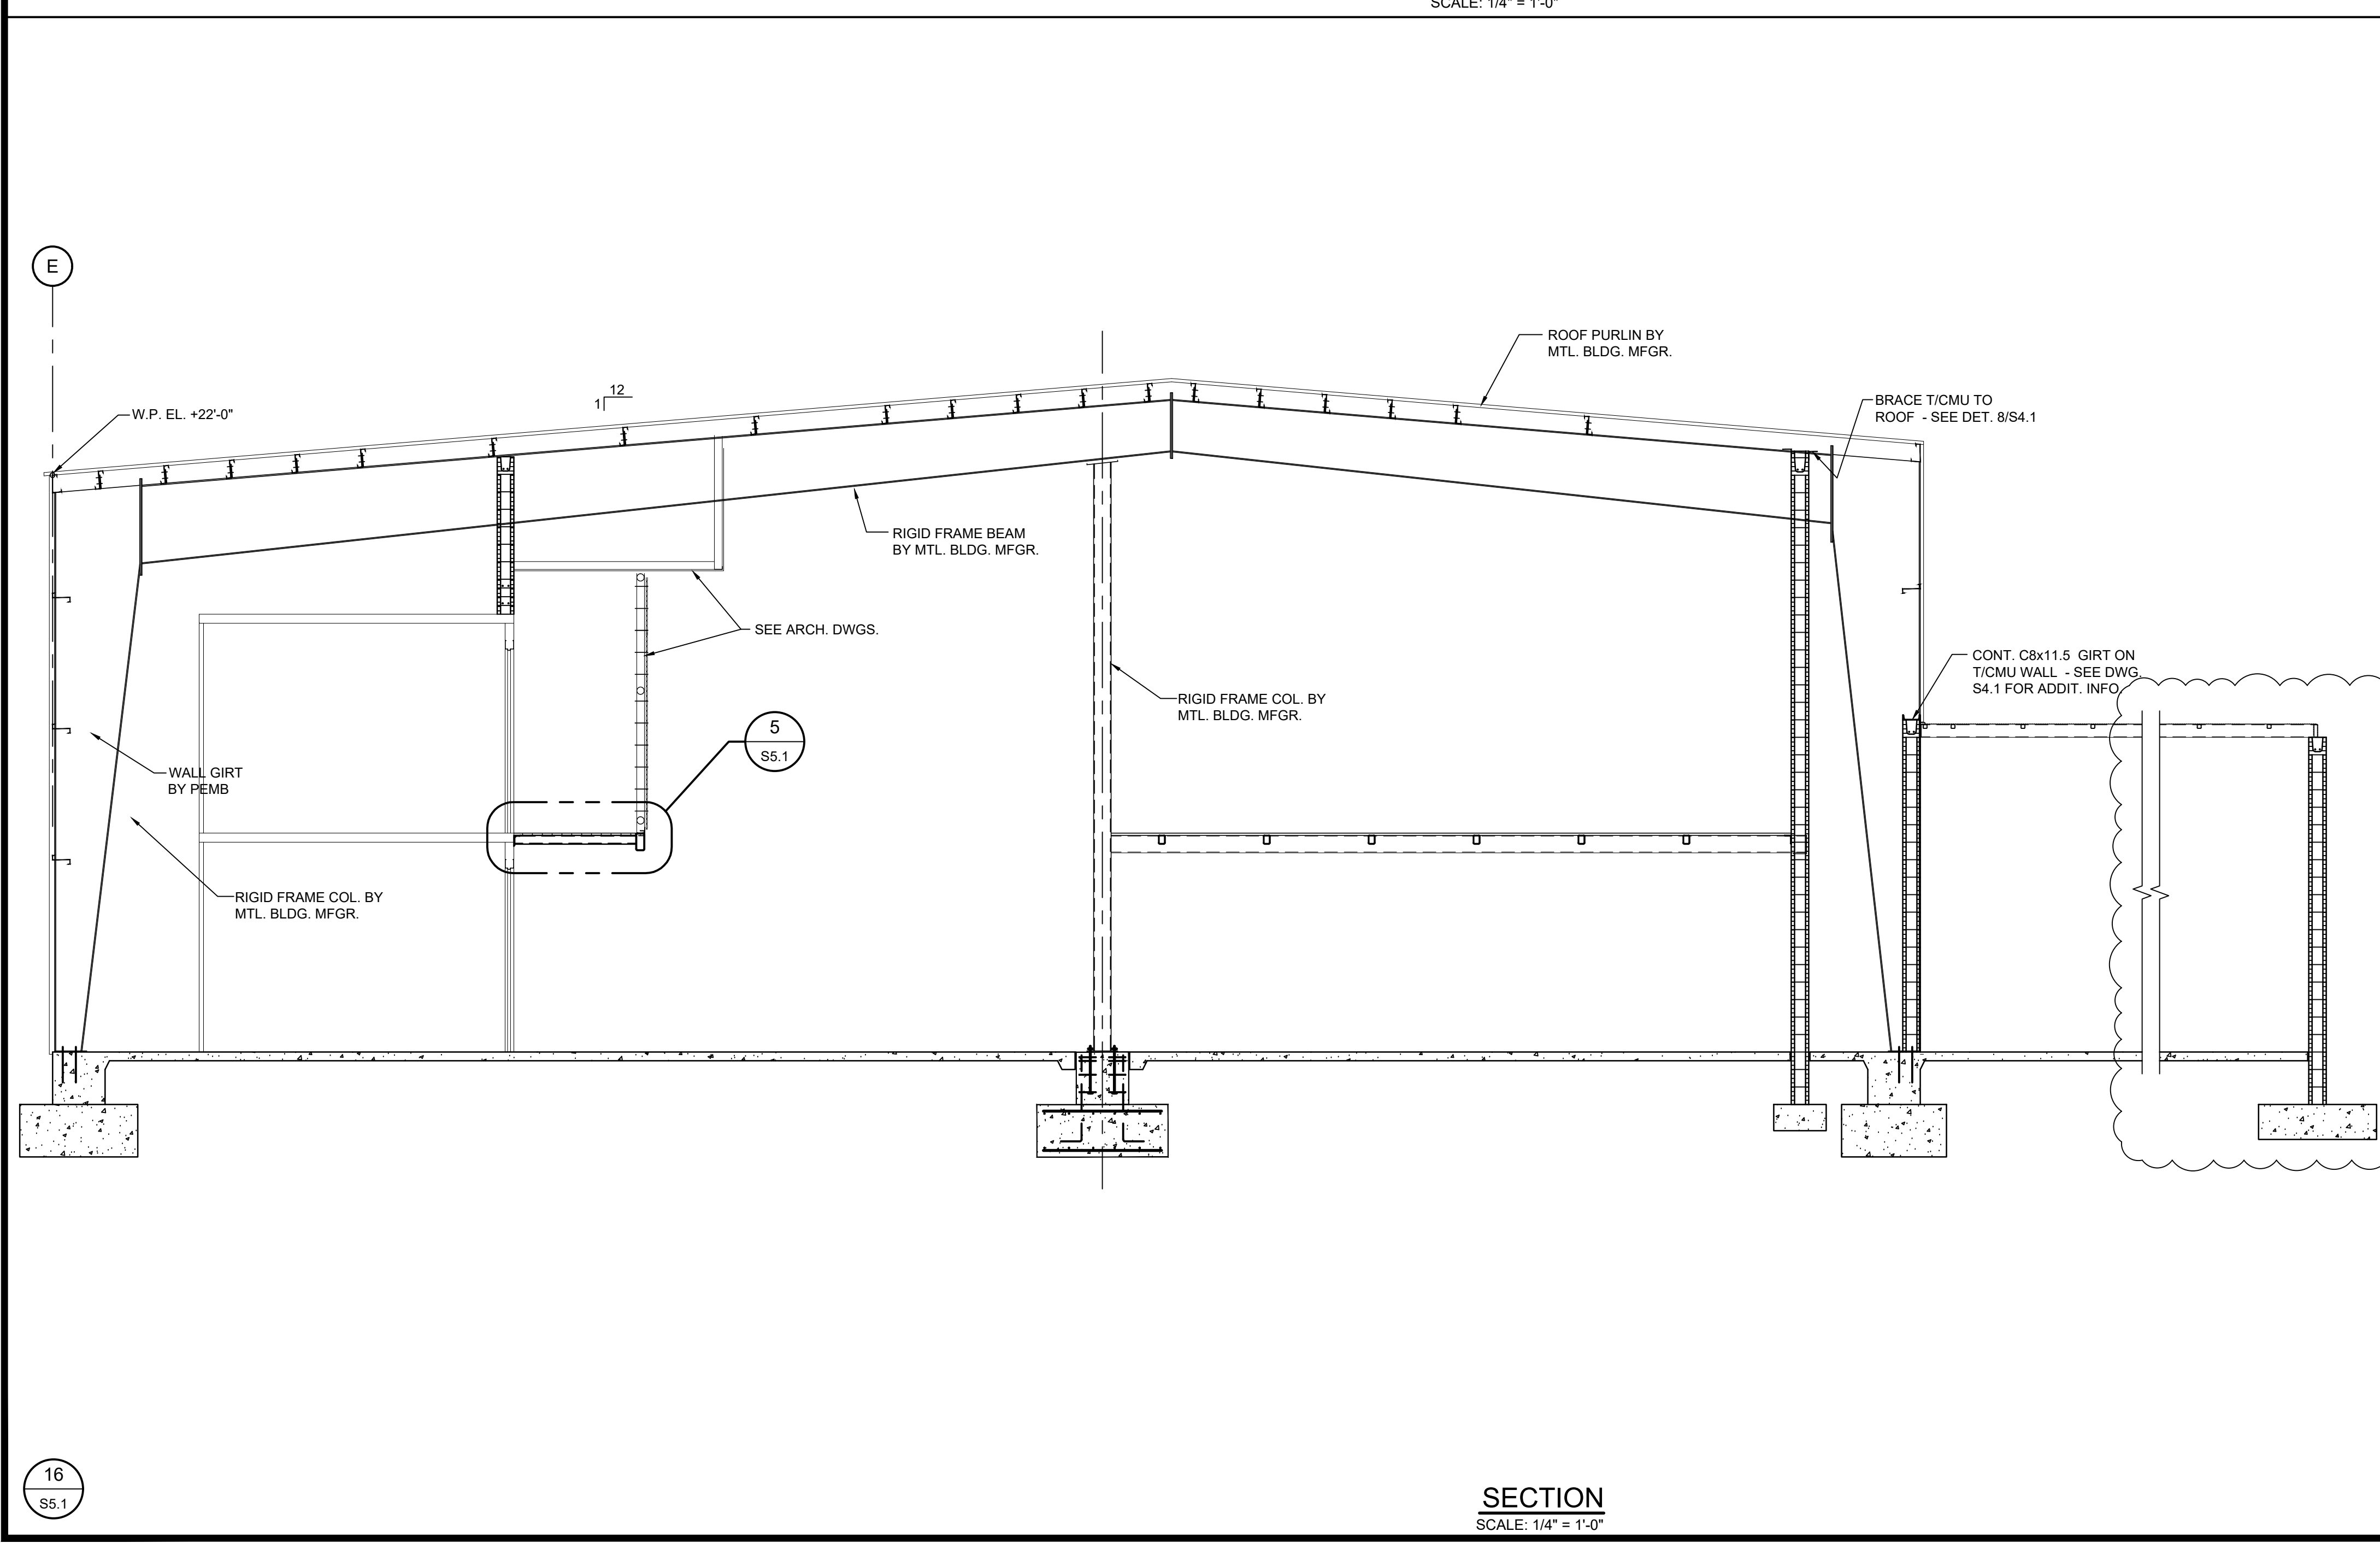 SCALE: 1/4" = 1'-0"
E
ROOF PURLIN BY
MTL. BLDG. MFGR.
12
1
W.P. EL. +22'-0"
BRACE T/CMU TO
ROOF - SEE DET. 8/S4.1
RIGID FRAME BEAM
BY MTL. BLDG. MFGR.
SEE ARCH. DWGS.
CONT. C8x11.5 GIRT ON
T/CMU WALL - SEE DWG.
S4.1 FOR ADDIT. INFO.
RIGID FRAME COL. BY
MTL. BLDG. MFGR.
5
S5.1
WALL GIRT
BY PEMB
RIGID FRAME COL. BY
MTL. BLDG. MFGR.
16
S5.1
SECTION
SCALE: 1/4" = 1'-0"